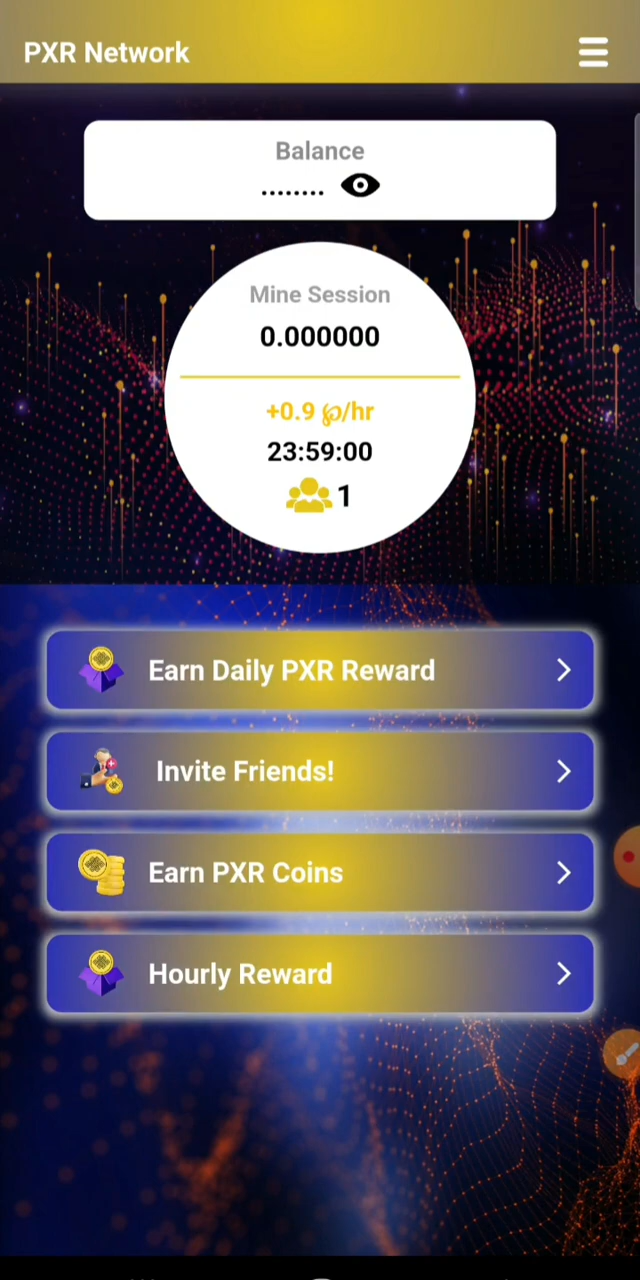 PXR Network
Balance
........
Mine Session
0.000000
+0.9 ℘/hr
23:59:00
1
Earn Daily PXR Reward
Invite Friends!
Earn PXR Coins
Hourly Reward